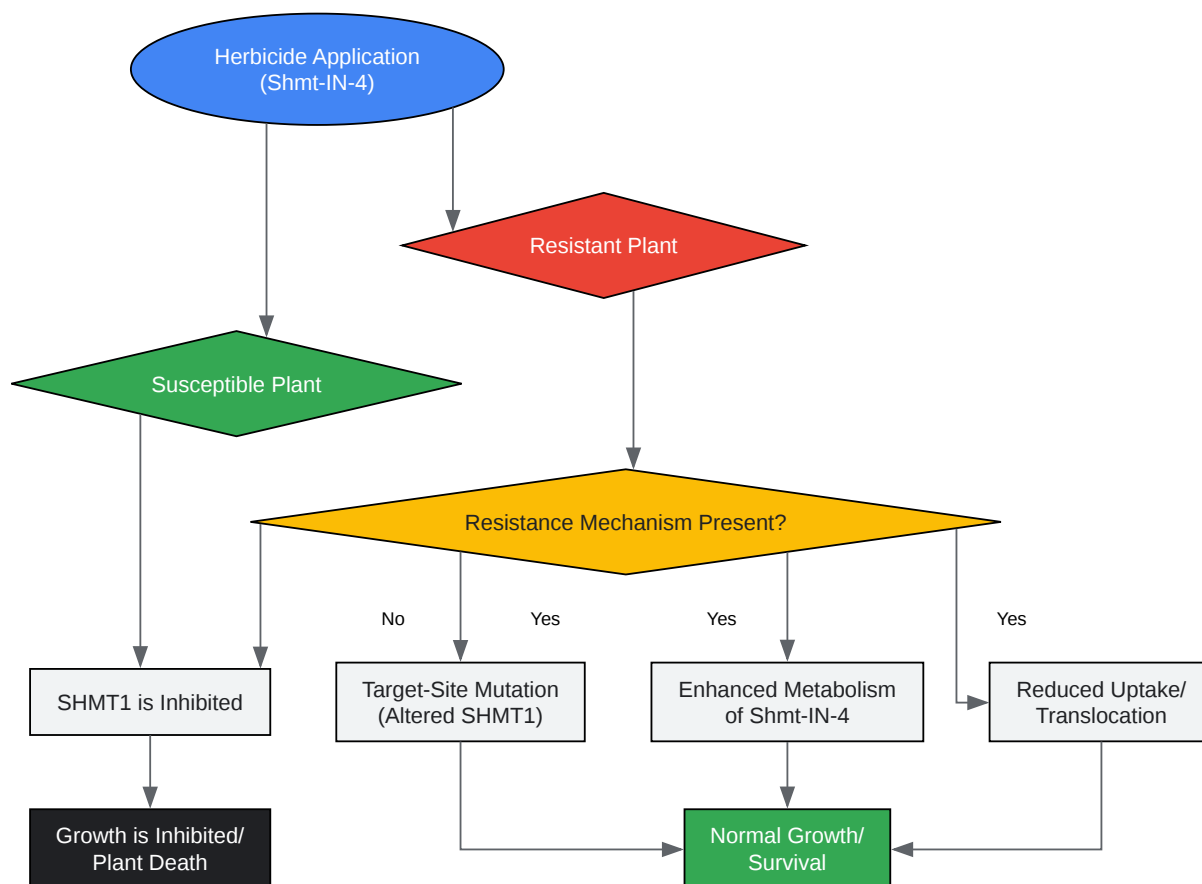 Herbicide Application
(Shmt-IN-4)
Resistant Plant
Susceptible Plant
Resistance Mechanism Present?
No
Yes
Yes
Yes
SHMT1 is Inhibited
Target-Site Mutation
(Altered SHMT1)
Enhanced Metabolism
of Shmt-IN-4
Reduced Uptake/
Translocation
Growth is Inhibited/
Plant Death
Normal Growth/
Survival